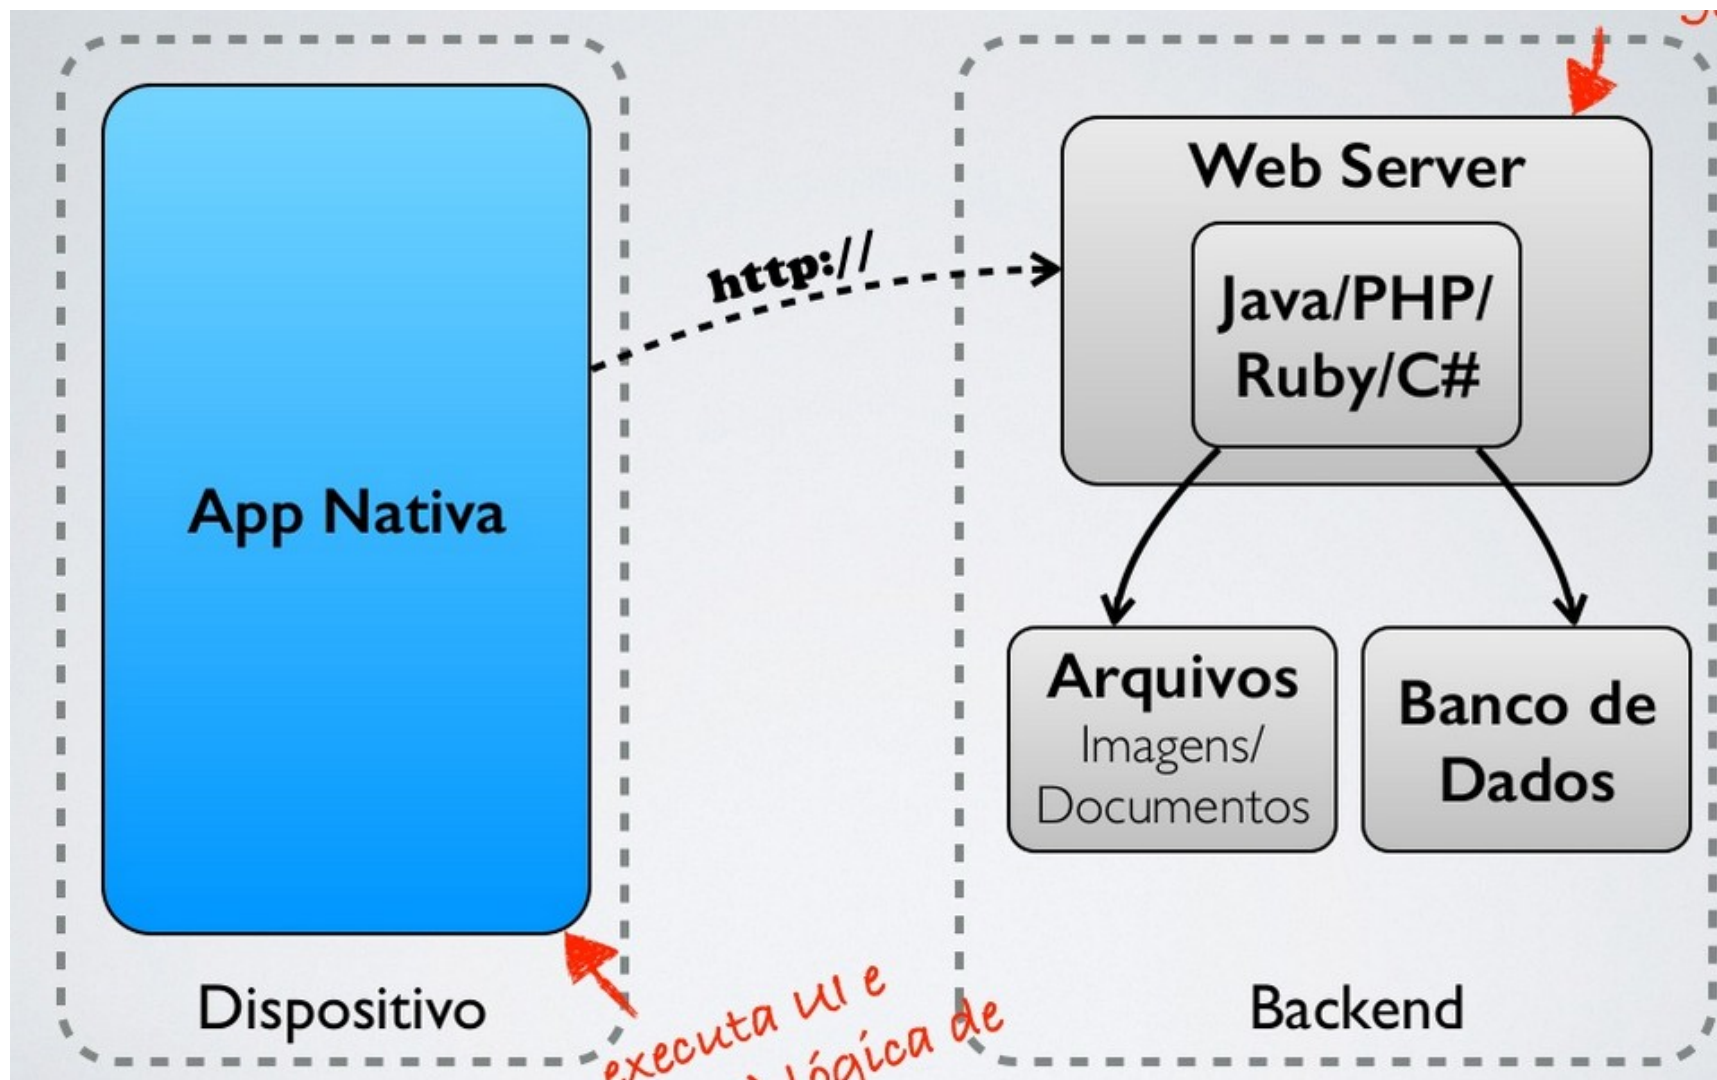 Web Server
http://
Java/PHP/
Ruby/C#
App Nativa
Arquivos
Imagens/
Documentos
Banco de
Dados
Dispositivo
Backend
executa UI e
lógica de